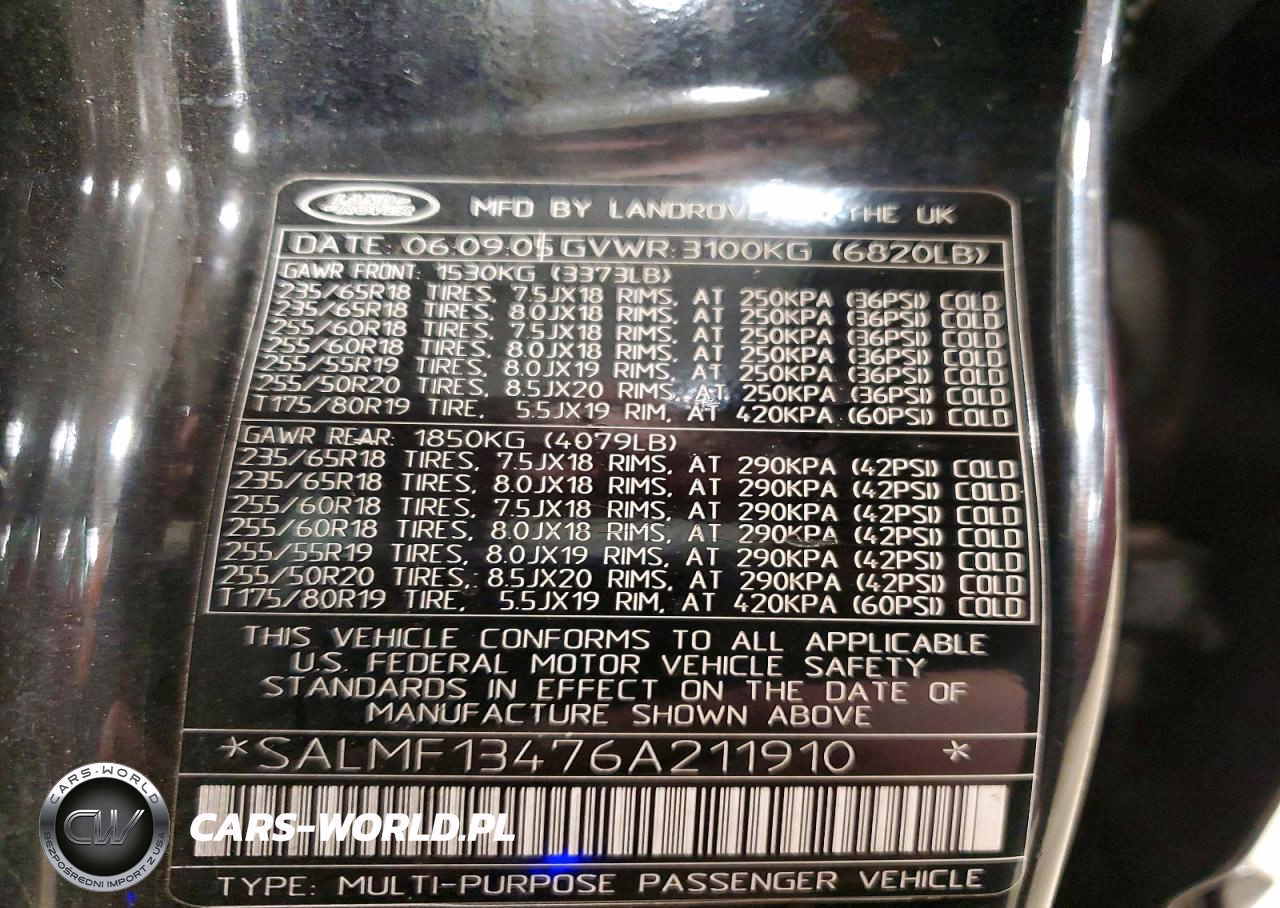 LAND ROVER
MFD BY LANDROVER THE UK
DATE: 06.09.05 GVWR: 3100KG (6820LB)
GAWR FRONT: 1530KG (3373LB)
235/65R18 TIRES, 7.5JX18 RIMS, AT 250KPA (36PSI) COLD
235/65R18 TIRES, 8.0JX18 RIMS, AT 250KPA (36PSI) COLD
255/60R18 TIRES, 7.5JX18 RIMS, AT 250KPA (36PSI) COLD
255/60R18 TIRES, 8.0JX18 RIMS, AT 250KPA (36PSI) COLD
255/55R19 TIRES, 8.0JX19 RIMS, AT 250KPA (36PSI) COLD
255/50R20 TIRES, 8.5JX20 RIMS, AT 250KPA (36PSI) COLD
T175/80R19 TIRE, 5.5JX19 RIM, AT 420KPA (60PSI) COLD
GAWR REAR: 1850KG (4079LB)
235/65R18 TIRES, 7.5JX18 RIMS, AT 290KPA (42PSI) COLD
235/65R18 TIRES, 8.0JX18 RIMS, AT 290KPA (42PSI) COLD
255/60R18 TIRES, 7.5JX18 RIMS, AT 290KPA (42PSI) COLD
255/60R18 TIRES, 8.0JX18 RIMS, AT 290KPA (42PSI) COLD
255/55R19 TIRES, 8.0JX19 RIMS, AT 290KPA (42PSI) COLD
255/50R20 TIRES, 8.5JX20 RIMS, AT 290KPA (42PSI) COLD
T175/80R19 TIRE, 5.5JX19 RIM, AT 420KPA (60PSI) COLD
THIS VEHICLE CONFORMS TO ALL APPLICABLE
U.S. FEDERAL MOTOR VEHICLE SAFETY
STANDARDS IN EFFECT ON THE DATE OF
MANUFACTURE SHOWN ABOVE
*SALMF13476A211910 *
CARS-WORLD
CW
BEZPOŚREDNI IMPORT Z USA
CARS-WORLD.PL
TYPE: MULTI-PURPOSE PASSENGER VEHICLE